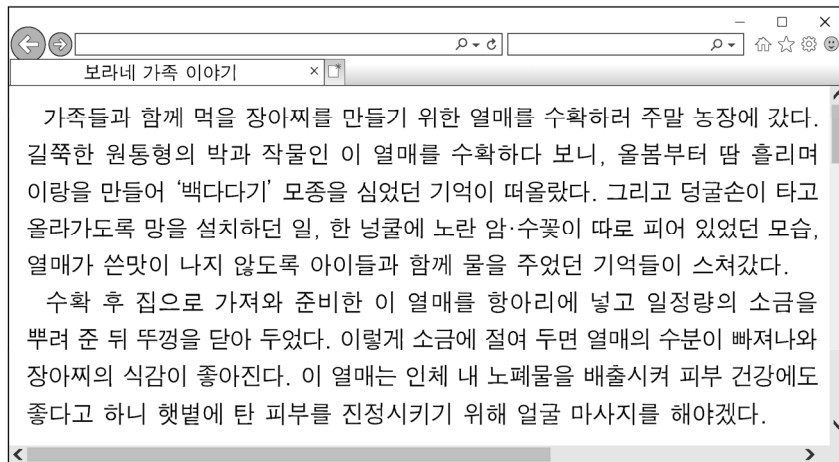 보라네 가족 이야기
가족들과 함께 먹을 장아찌를 만들기 위한 열매를 수확하러 주말 농장에 갔다.
길쭉한 원통형의 박과 작물인 이 열매를 수확하다 보니, 올봄부터 땀 흘리며
이랑을 만들어 ‘백다다기’ 모종을 심었던 기억이 떠올랐다. 그리고 덩굴손이 타고
올라가도록 망을 설치하던 일, 한 넝쿨에 노란 암·수꽃이 따로 피어 있었던 모습,
열매가 쓴맛이 나지 않도록 아이들과 함께 물을 주었던 기억들이 스쳐갔다.
수확 후 집으로 가져와 준비한 이 열매를 항아리에 넣고 일정량의 소금을
뿌려 준 뒤 뚜껑을 닫아 두었다. 이렇게 소금에 절여 두면 열매의 수분이 빠져나와
장아찌의 식감이 좋아진다. 이 열매는 인체 내 노폐물을 배출시켜 피부 건강에도
좋다고 하니 햇볕에 탄 피부를 진정시키기 위해 얼굴 마사지를 해야겠다.